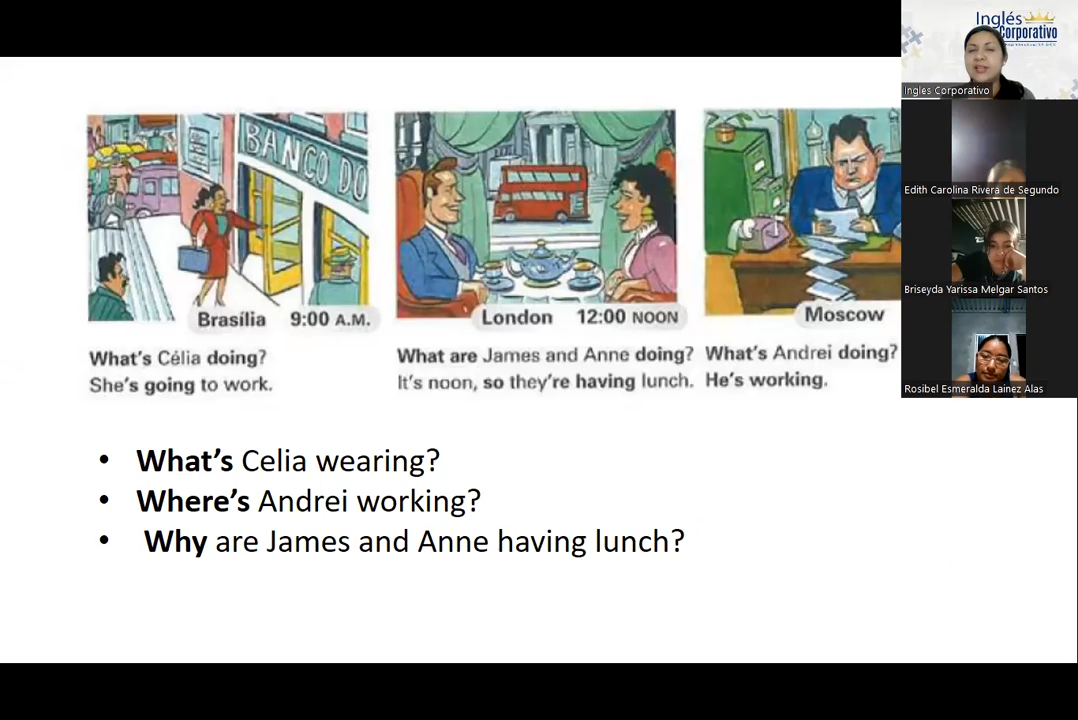 Inglés
Corporativo
Ingles Corporativo
Edith Carolina Rivera de Segundo
Briseyda Yarissa Melgar Santos
Rosibel Esmeralda Lainez Alas
BANCO DO
Brasília 9:00 A.M.
What's Célia doing?
She's going to work.
London 12:00 NOON
What are James and Anne doing?
It's noon, so they're having lunch.
Moscow
What's Andrei doing?
He's working.
• What's Celia wearing?
• Where's Andrei working?
• Why are James and Anne having lunch?